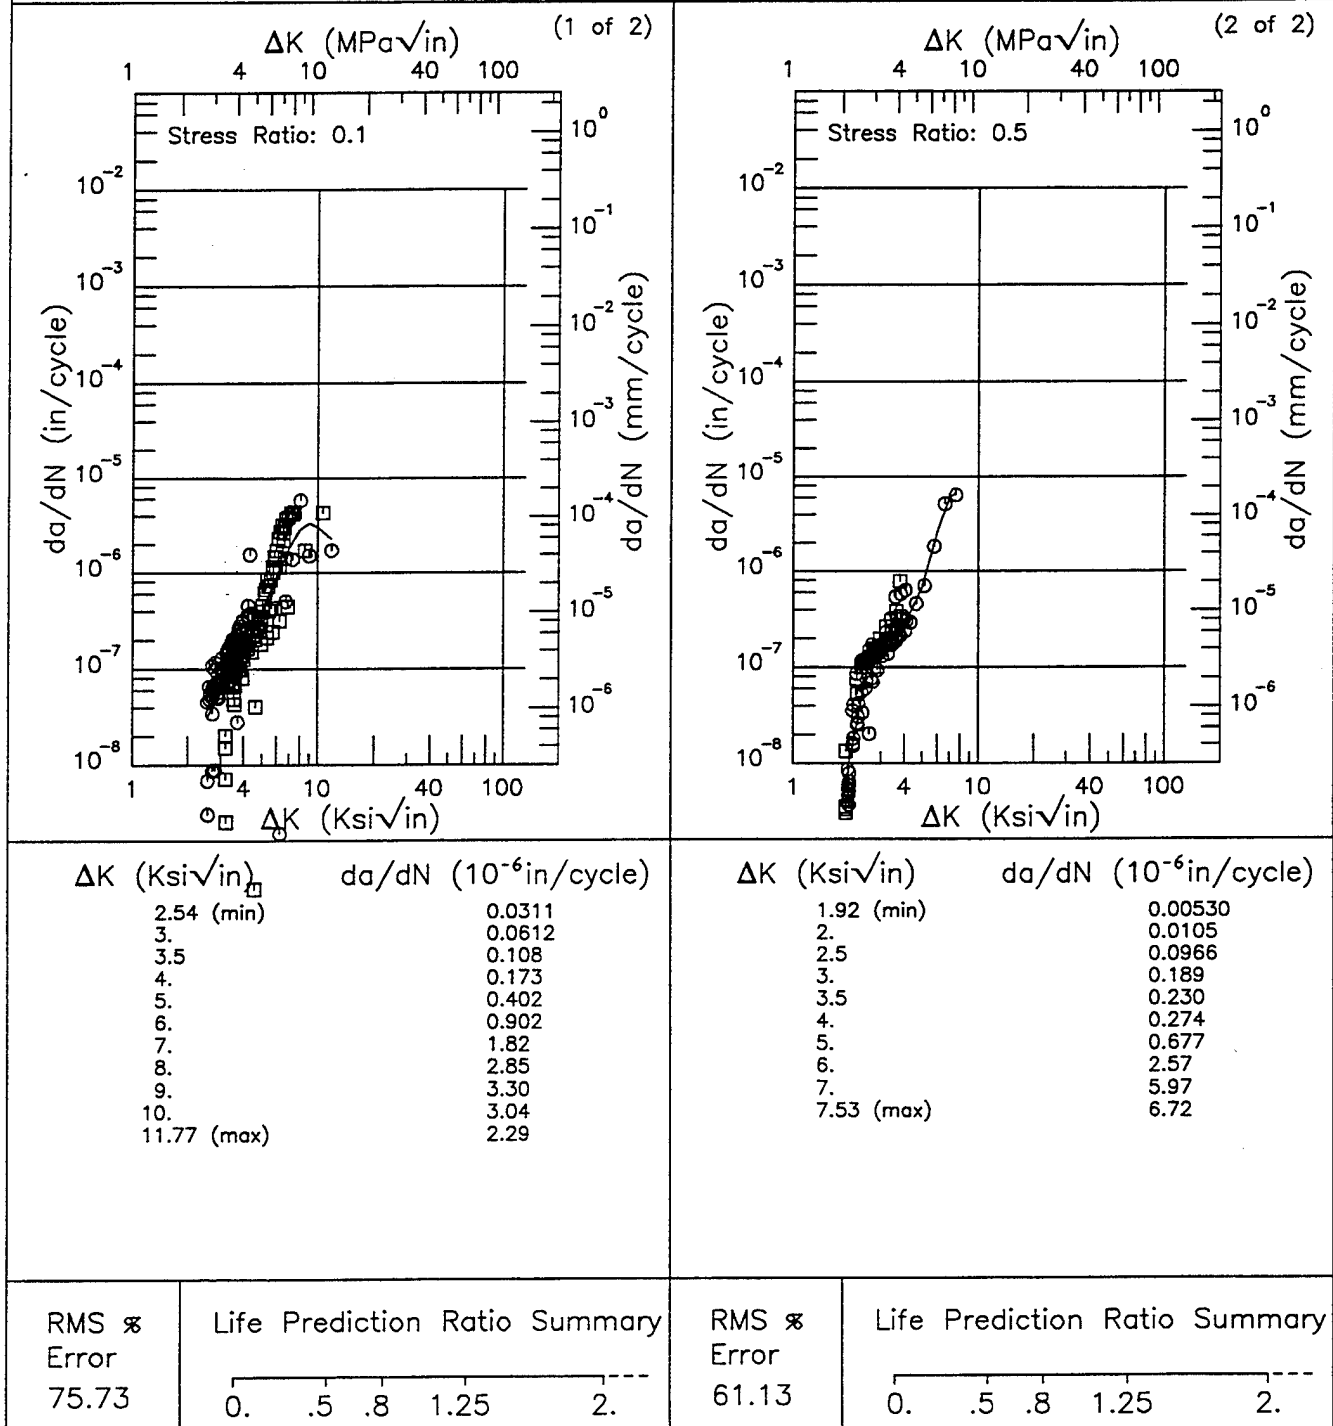 (1 of 2)
ΔK (MPa√in)
1 4 10 40 100
Stress Ratio: 0.1
10⁰
10⁻²
10⁻¹
10⁻³
10⁻²
10⁻⁴
10⁻³
10⁻⁵
10⁻⁴
10⁻⁶
10⁻⁵
10⁻⁷
10⁻⁶
10⁻⁸
da/dN (in/cycle)
da/dN (mm/cycle)
1 4 10 40 100
ΔK (Ksi√in)
ΔK (Ksi√in) da/dN (10⁻⁶in/cycle)
2.54 (min) 0.0311
3. 0.0612
3.5 0.108
4. 0.173
5. 0.402
6. 0.902
7. 1.82
8. 2.85
9. 3.30
10. 3.04
11.77 (max) 2.29
RMS %
Error
75.73
Life Prediction Ratio Summary
0. .5 .8 1.25 2.
(2 of 2)
ΔK (MPa√in)
1 4 10 40 100
Stress Ratio: 0.5
10⁰
10⁻²
10⁻¹
10⁻³
10⁻²
10⁻⁴
10⁻³
10⁻⁵
10⁻⁴
10⁻⁶
10⁻⁵
10⁻⁷
10⁻⁶
10⁻⁸
da/dN (in/cycle)
da/dN (mm/cycle)
1 4 10 40 100
ΔK (Ksi√in)
ΔK (Ksi√in) da/dN (10⁻⁶in/cycle)
1.92 (min) 0.00530
2. 0.0105
2.5 0.0966
3. 0.189
3.5 0.230
4. 0.274
5. 0.677
6. 2.57
7. 5.97
7.53 (max) 6.72
RMS %
Error
61.13
Life Prediction Ratio Summary
0. .5 .8 1.25 2.